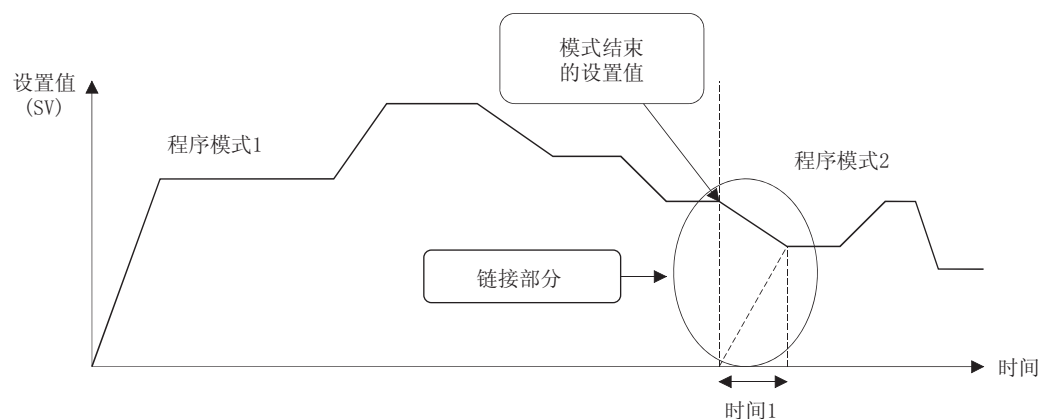 模式结束
的设置值
设置值
(SV)
程序模式1
程序模式2
链接部分
时间
时间1